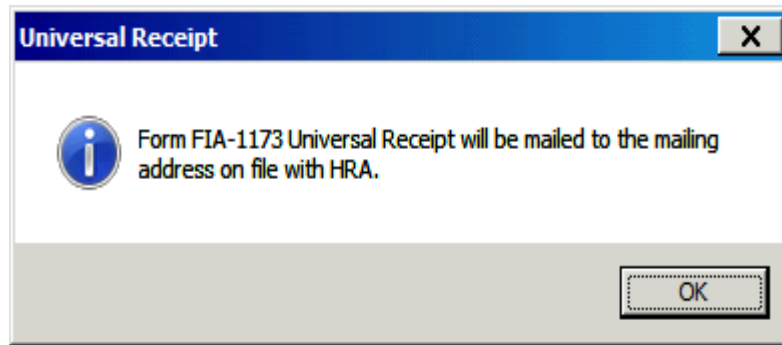 Universal Receipt
Form FIA-1173 Universal Receipt will be mailed to the mailing
address on file with HRA.
OK